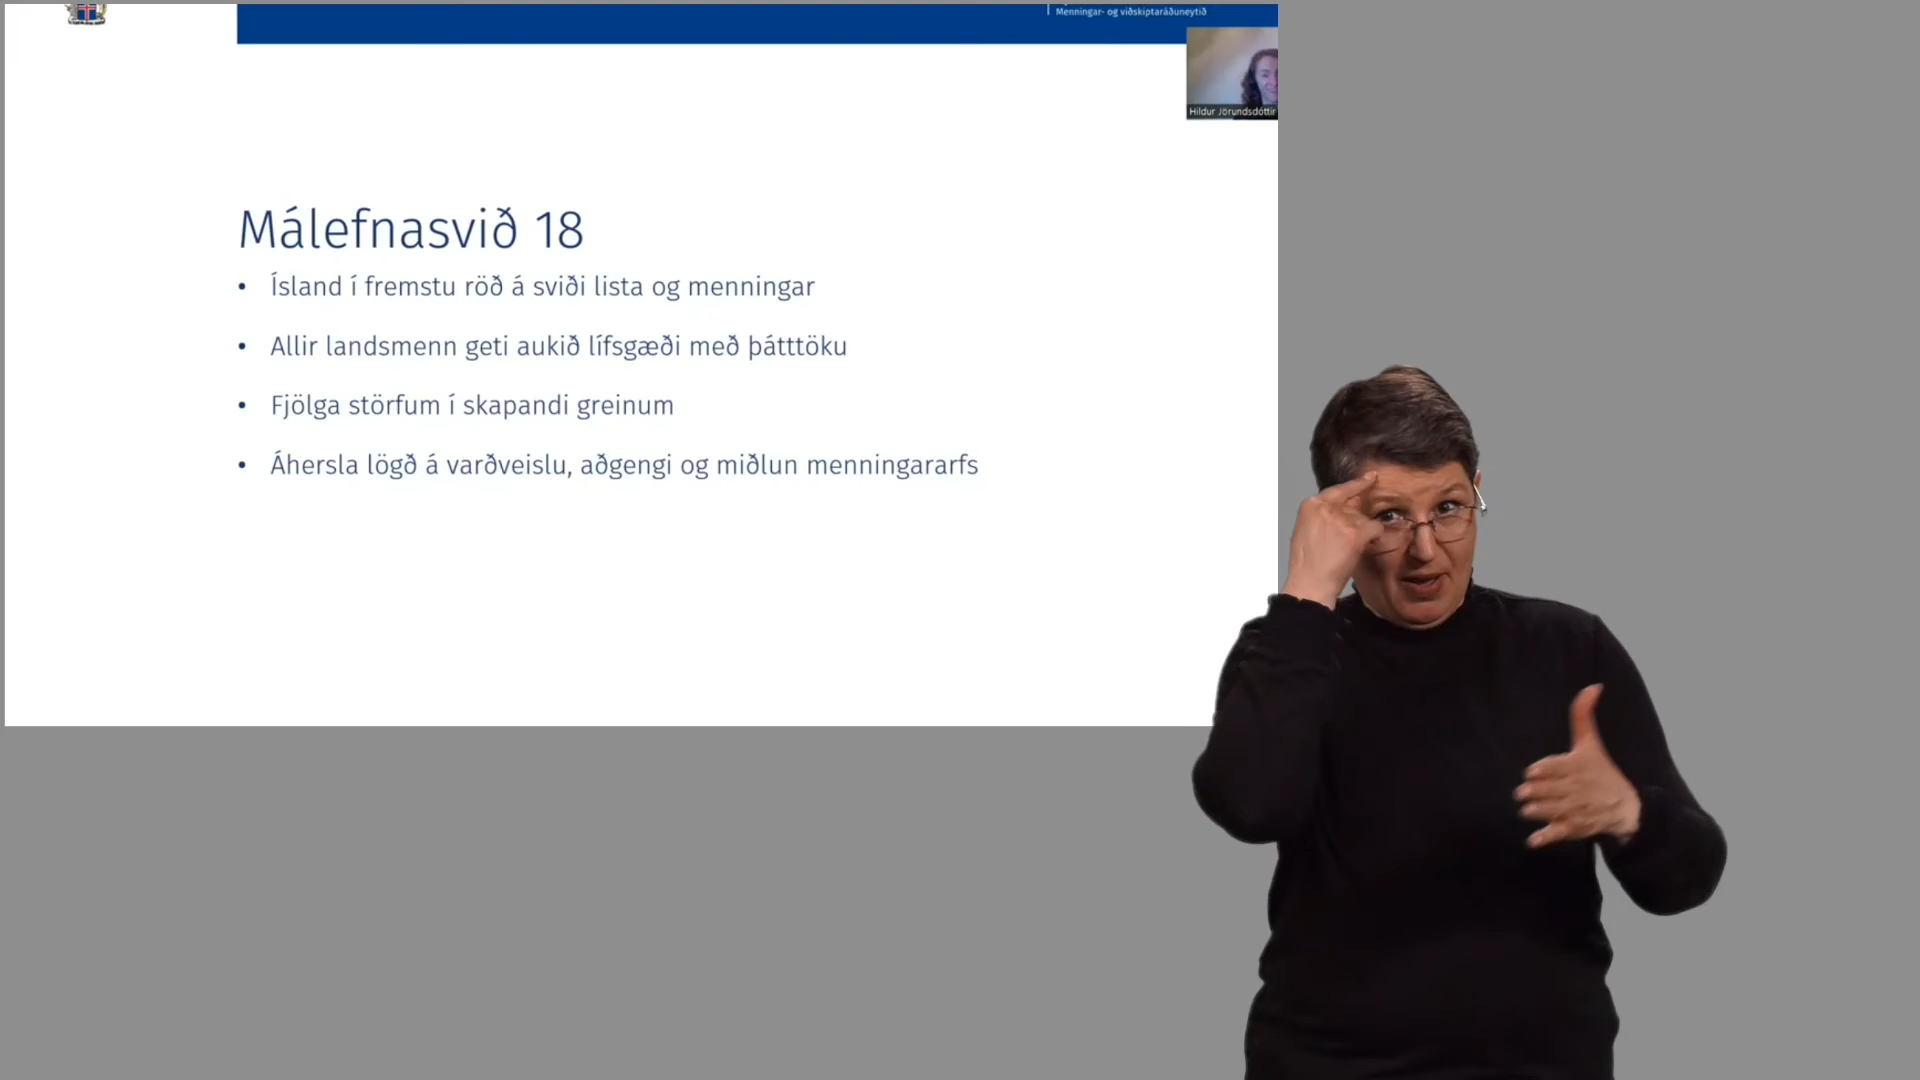 Menningar- og viðskiptaráðuneytið
Hildur Jörundsdóttir
Málefnasvið 18
• Ísland í fremstu röð á sviði lista og menningar
• Allir landsmenn geti aukið lífsgæði með þátttöku
• Fjölga störfum í skapandi greinum
• Áhersla lögð á varðveislu, aðgengi og miðlun menningararfs